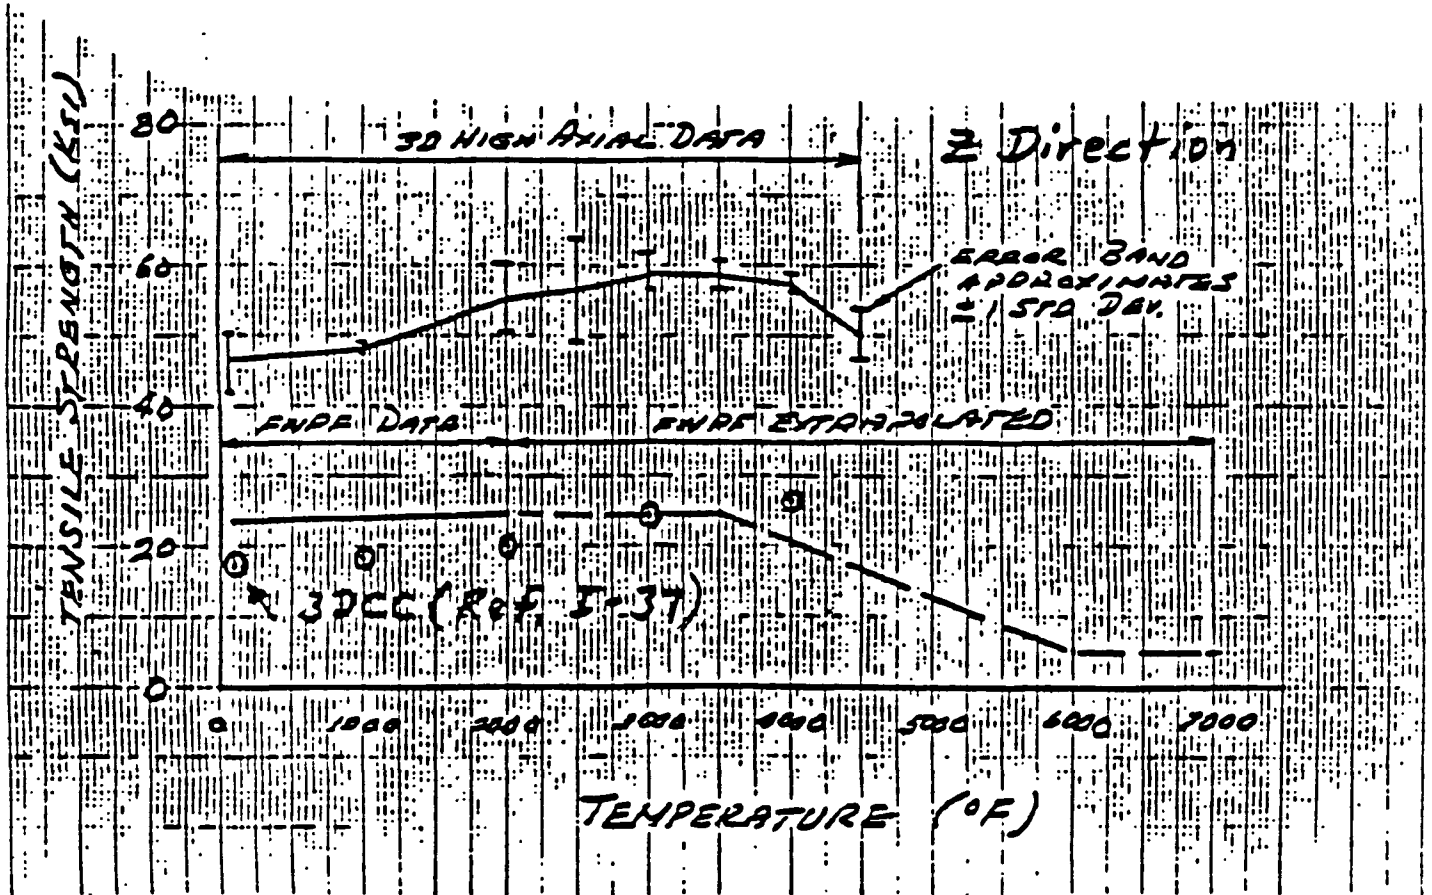 TENSILE STRENGTH (KSI)
80
60
40
20
0
3D HIGH AXIAL DATA
Z Direction
ERROR BAND
APPROXIMATES
± 1 STD DEV.
FWPF DATA
FWPF EXTRAPOLATED
3DCC (Ref. I-37)
0 1000 2000 3000 4000 5000 6000 7000
TEMPERATURE (°F)